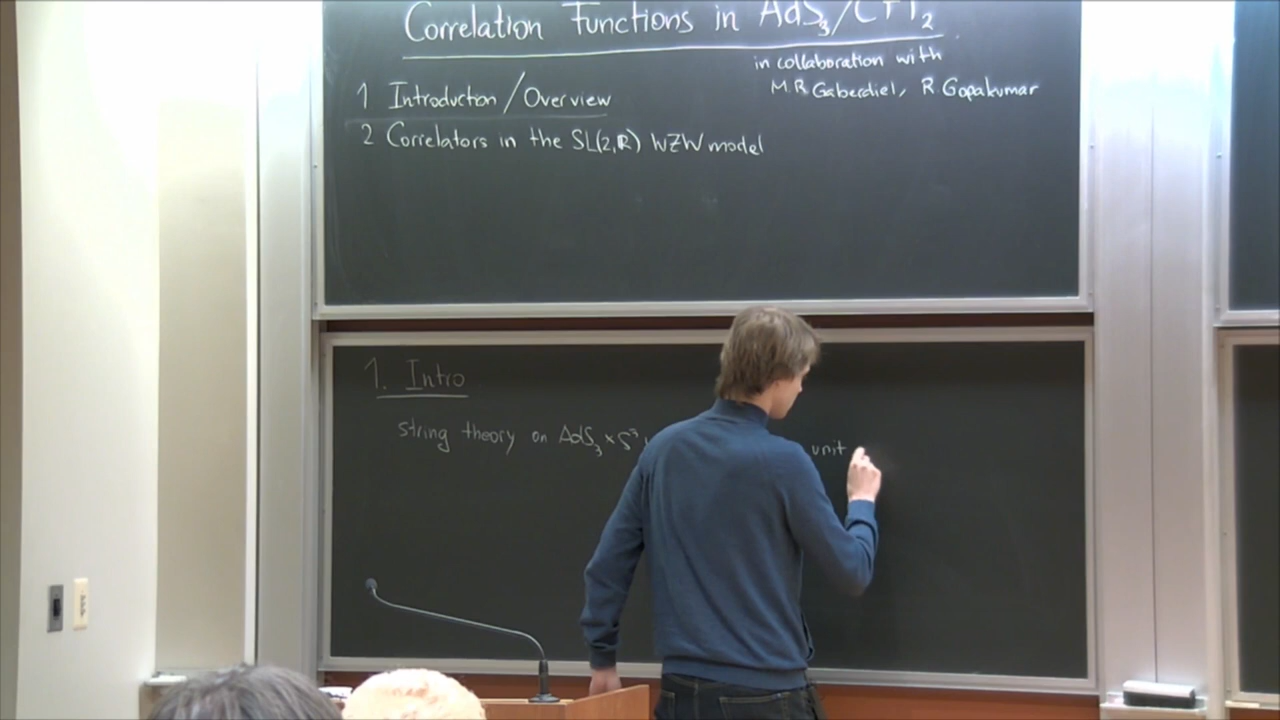 Correlation Functions in AdS₃/CFT₂
in collaboration with
M.R. Gaberdiel, R. Gopakumar
1 Introduction/Overview
2 Correlators in the SL(2,R) WZW model
1. Intro
string theory on AdS₃ × S³ unit